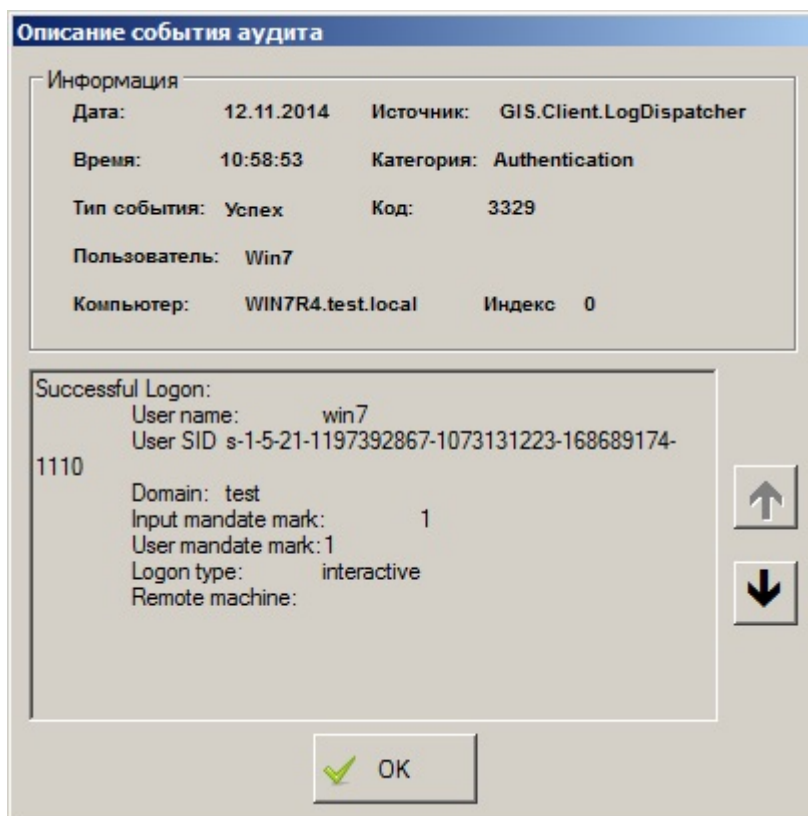 Описание события аудита
Информация
Дата: 12.11.2014 Источник: GIS.Client.LogDispatcher
Время: 10:58:53 Категория: Authentication
Тип события: Успех Код: 3329
Пользователь: Win7
Компьютер: WIN7R4.test.local Индекс 0
Successful Logon:
User name: win7
User SID s-1-5-21-1197392867-1073131223-168689174-
1110
Domain: test
Input mandate mark: 1
User mandate mark: 1
Logon type: interactive
Remote machine:
OK